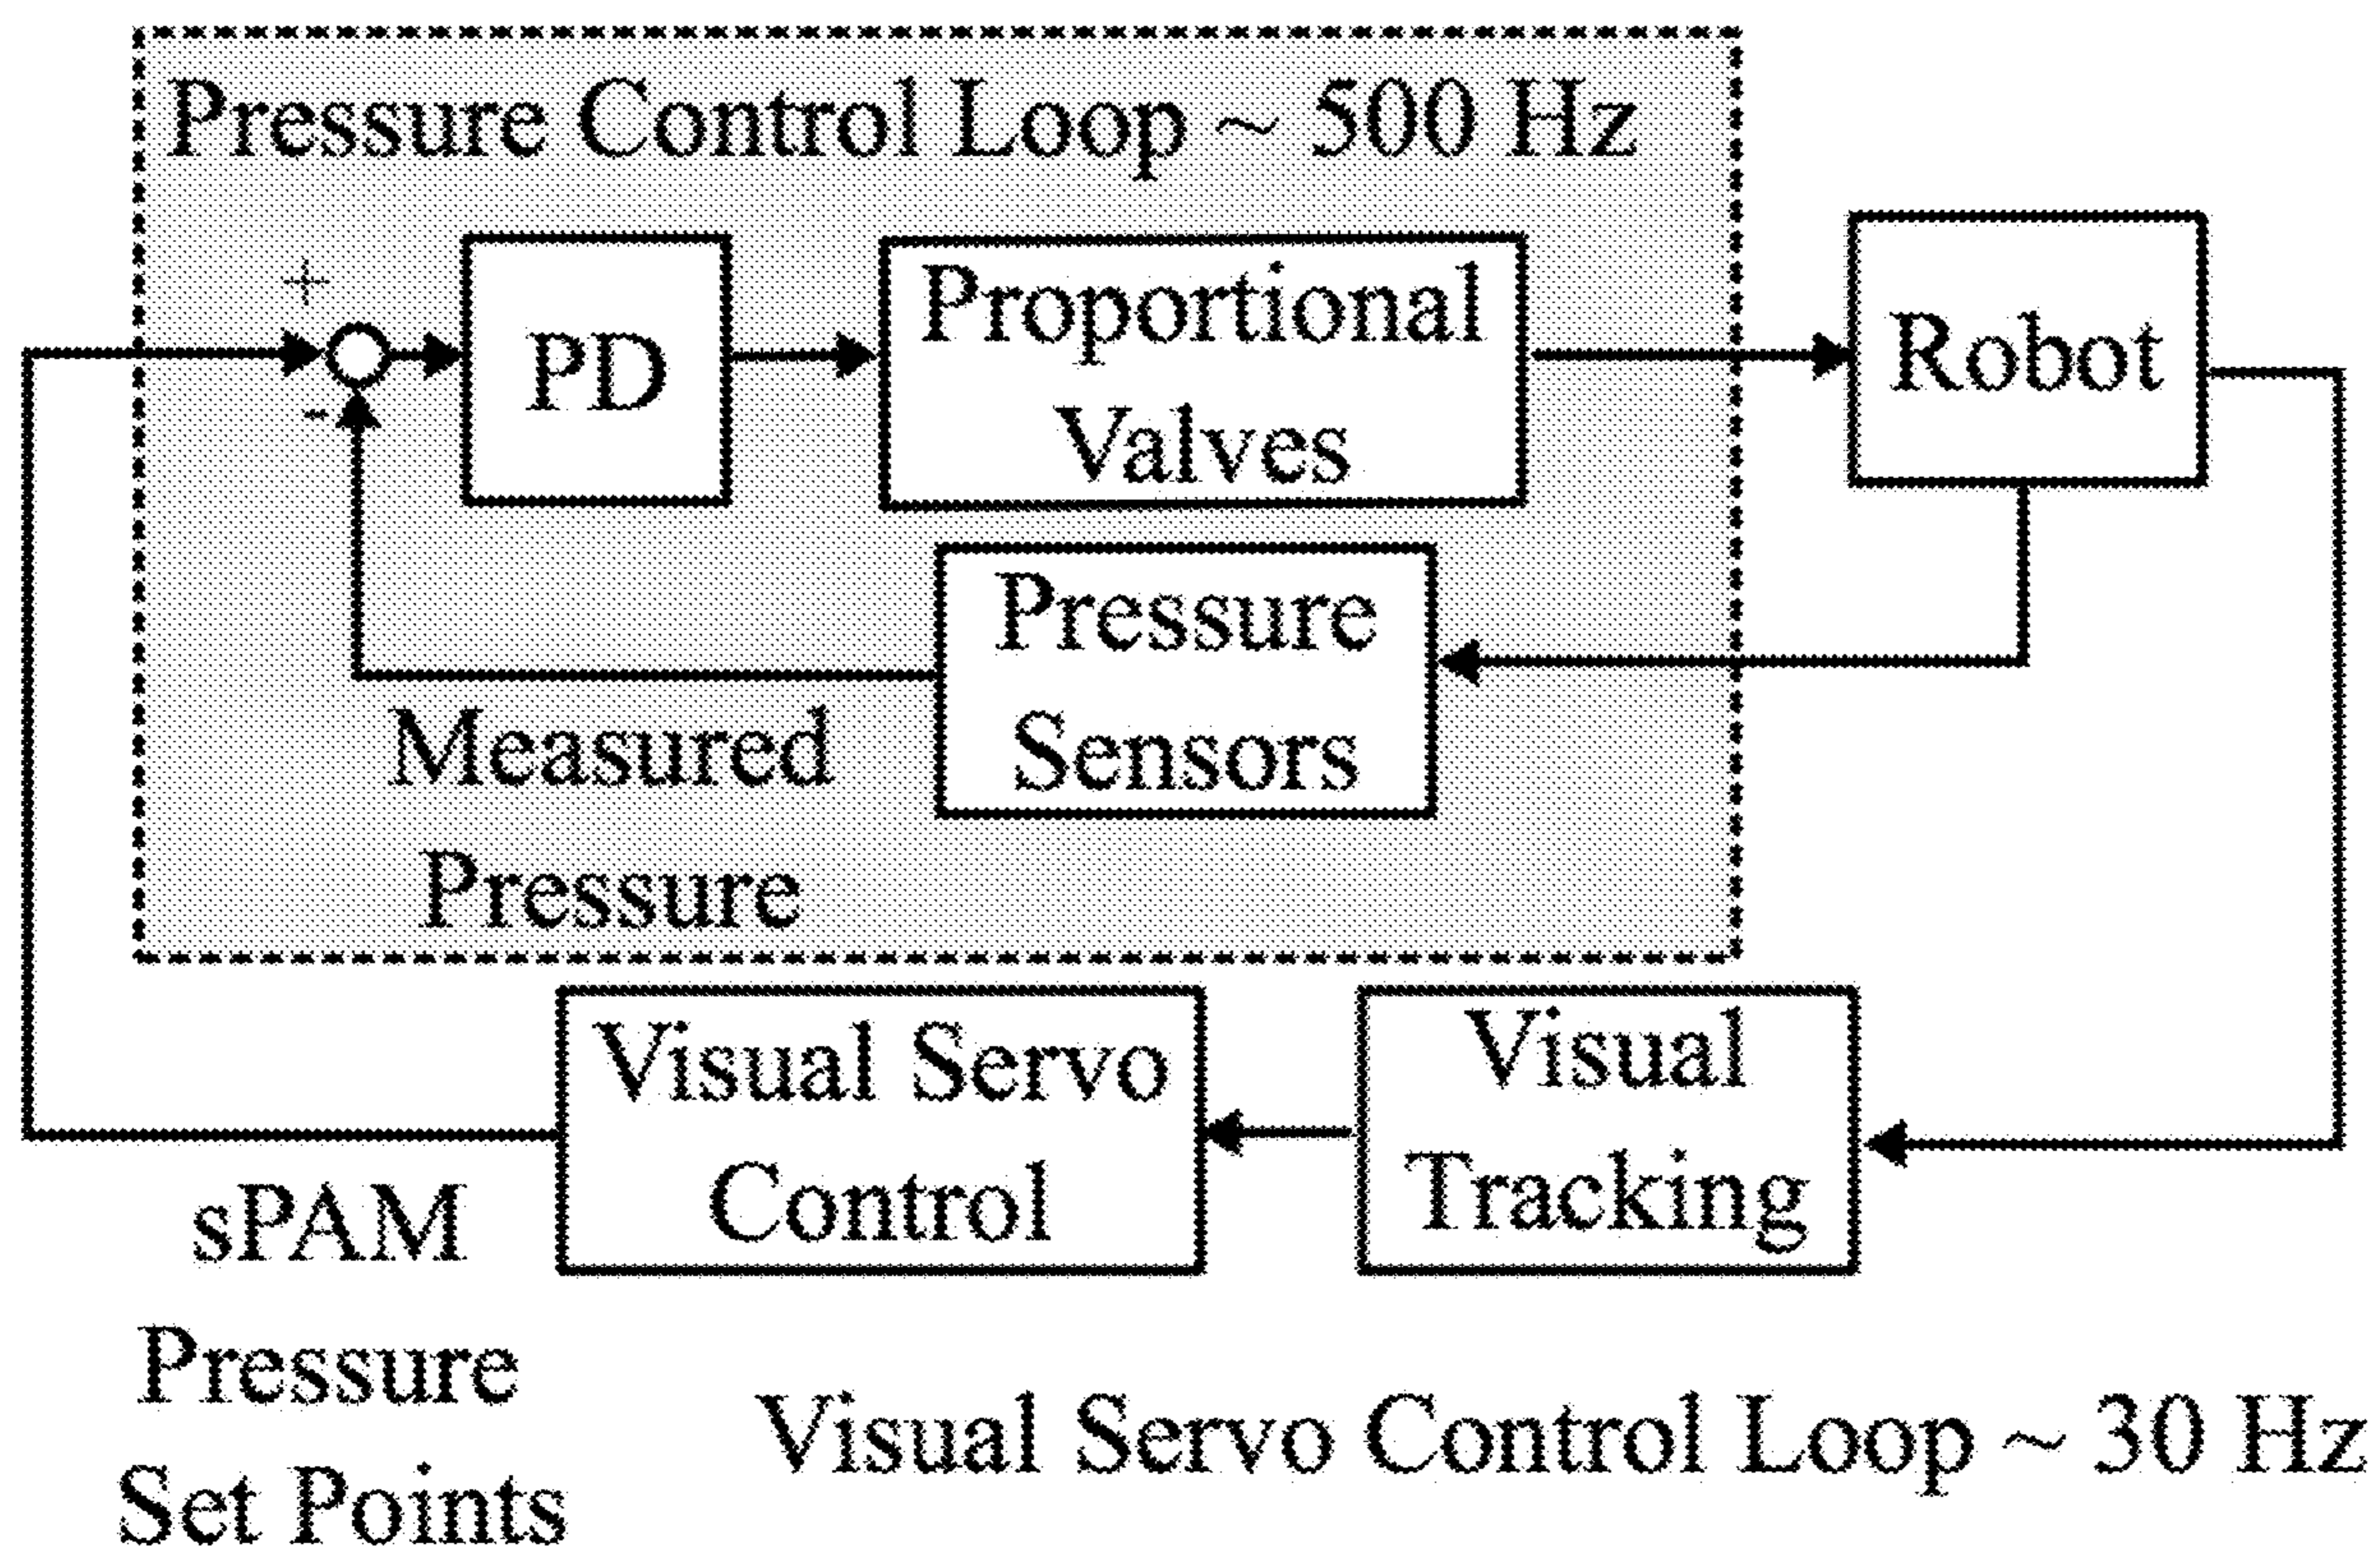 Pressure Control Loop ~ 500 Hz
+
-
PD
Proportional
Valves
Robot
Pressure
Sensors
Measured
Pressure
Visual Servo
Control
Visual
Tracking
sPAM
Pressure
Set Points
Visual Servo Control Loop ~ 30 Hz